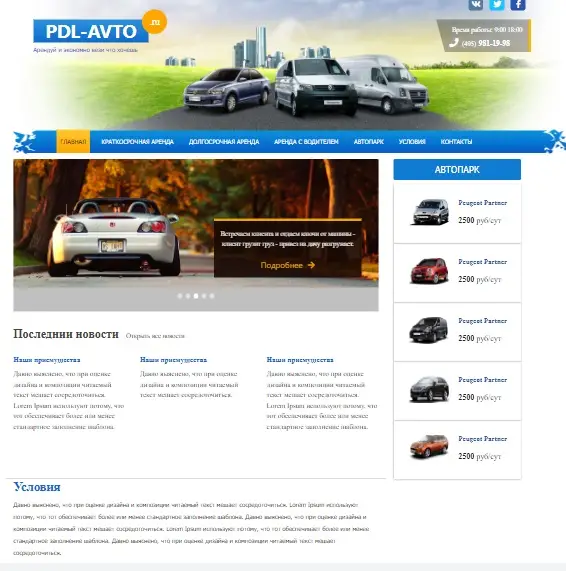 PDL-AVTO
.ru
Арендуй и экономно вези что хочешь
Время работы: 9:00 18:00
(495) 981-19-98
ГЛАВНАЯ КРАТКОСРОЧНАЯ АРЕНДА ДОЛГОСРОЧНАЯ АРЕНДА АРЕНДА С ВОДИТЕЛЕМ АВТОПАРК УСЛОВИЯ КОНТАКТЫ
Встречаем клиента и отдаем ключи от машины -
клиент грузит груз - привез на дачу разгружает.
Подробнее
АВТОПАРК
Peugeot Partner
2500 руб/сут
Peugeot Partner
2500 руб/сут
Peugeot Partner
2500 руб/сут
Peugeot Partner
2500 руб/сут
Peugeot Partner
2500 руб/сут
Последнии новости Открыть все новости
Наши приемущества
Давно выяснено, что при оценке
дизайна и композиции читаемый
текст мешает сосредоточиться.
Lorem Ipsum используют потому, что
тот обеспечивает более или менее
стандартное заполнение шаблона.
Наши приемущества
Давно выяснено, что при оценке
дизайна и композиции читаемый
текст мешает сосредоточиться.
Наши приемущества
Давно выяснено, что при оценке
дизайна и композиции читаемый
текст мешает сосредоточиться.
Lorem Ipsum используют потому, что
тот обеспечивает более или менее
стандартное заполнение шаблона.
Условия
Давно выяснено, что при оценке дизайна и композиции читаемый текст мешает сосредоточиться. Lorem Ipsum используют
потому, что тот обеспечивает более или менее стандартное заполнение шаблона. Давно выяснено, что при оценке дизайна и
композиции читаемый текст мешает сосредоточиться. Lorem Ipsum используют потому, что тот обеспечивает более или менее
стандартное заполнение шаблона. Давно выяснено, что при оценке дизайна и композиции читаемый текст мешает
сосредоточиться.